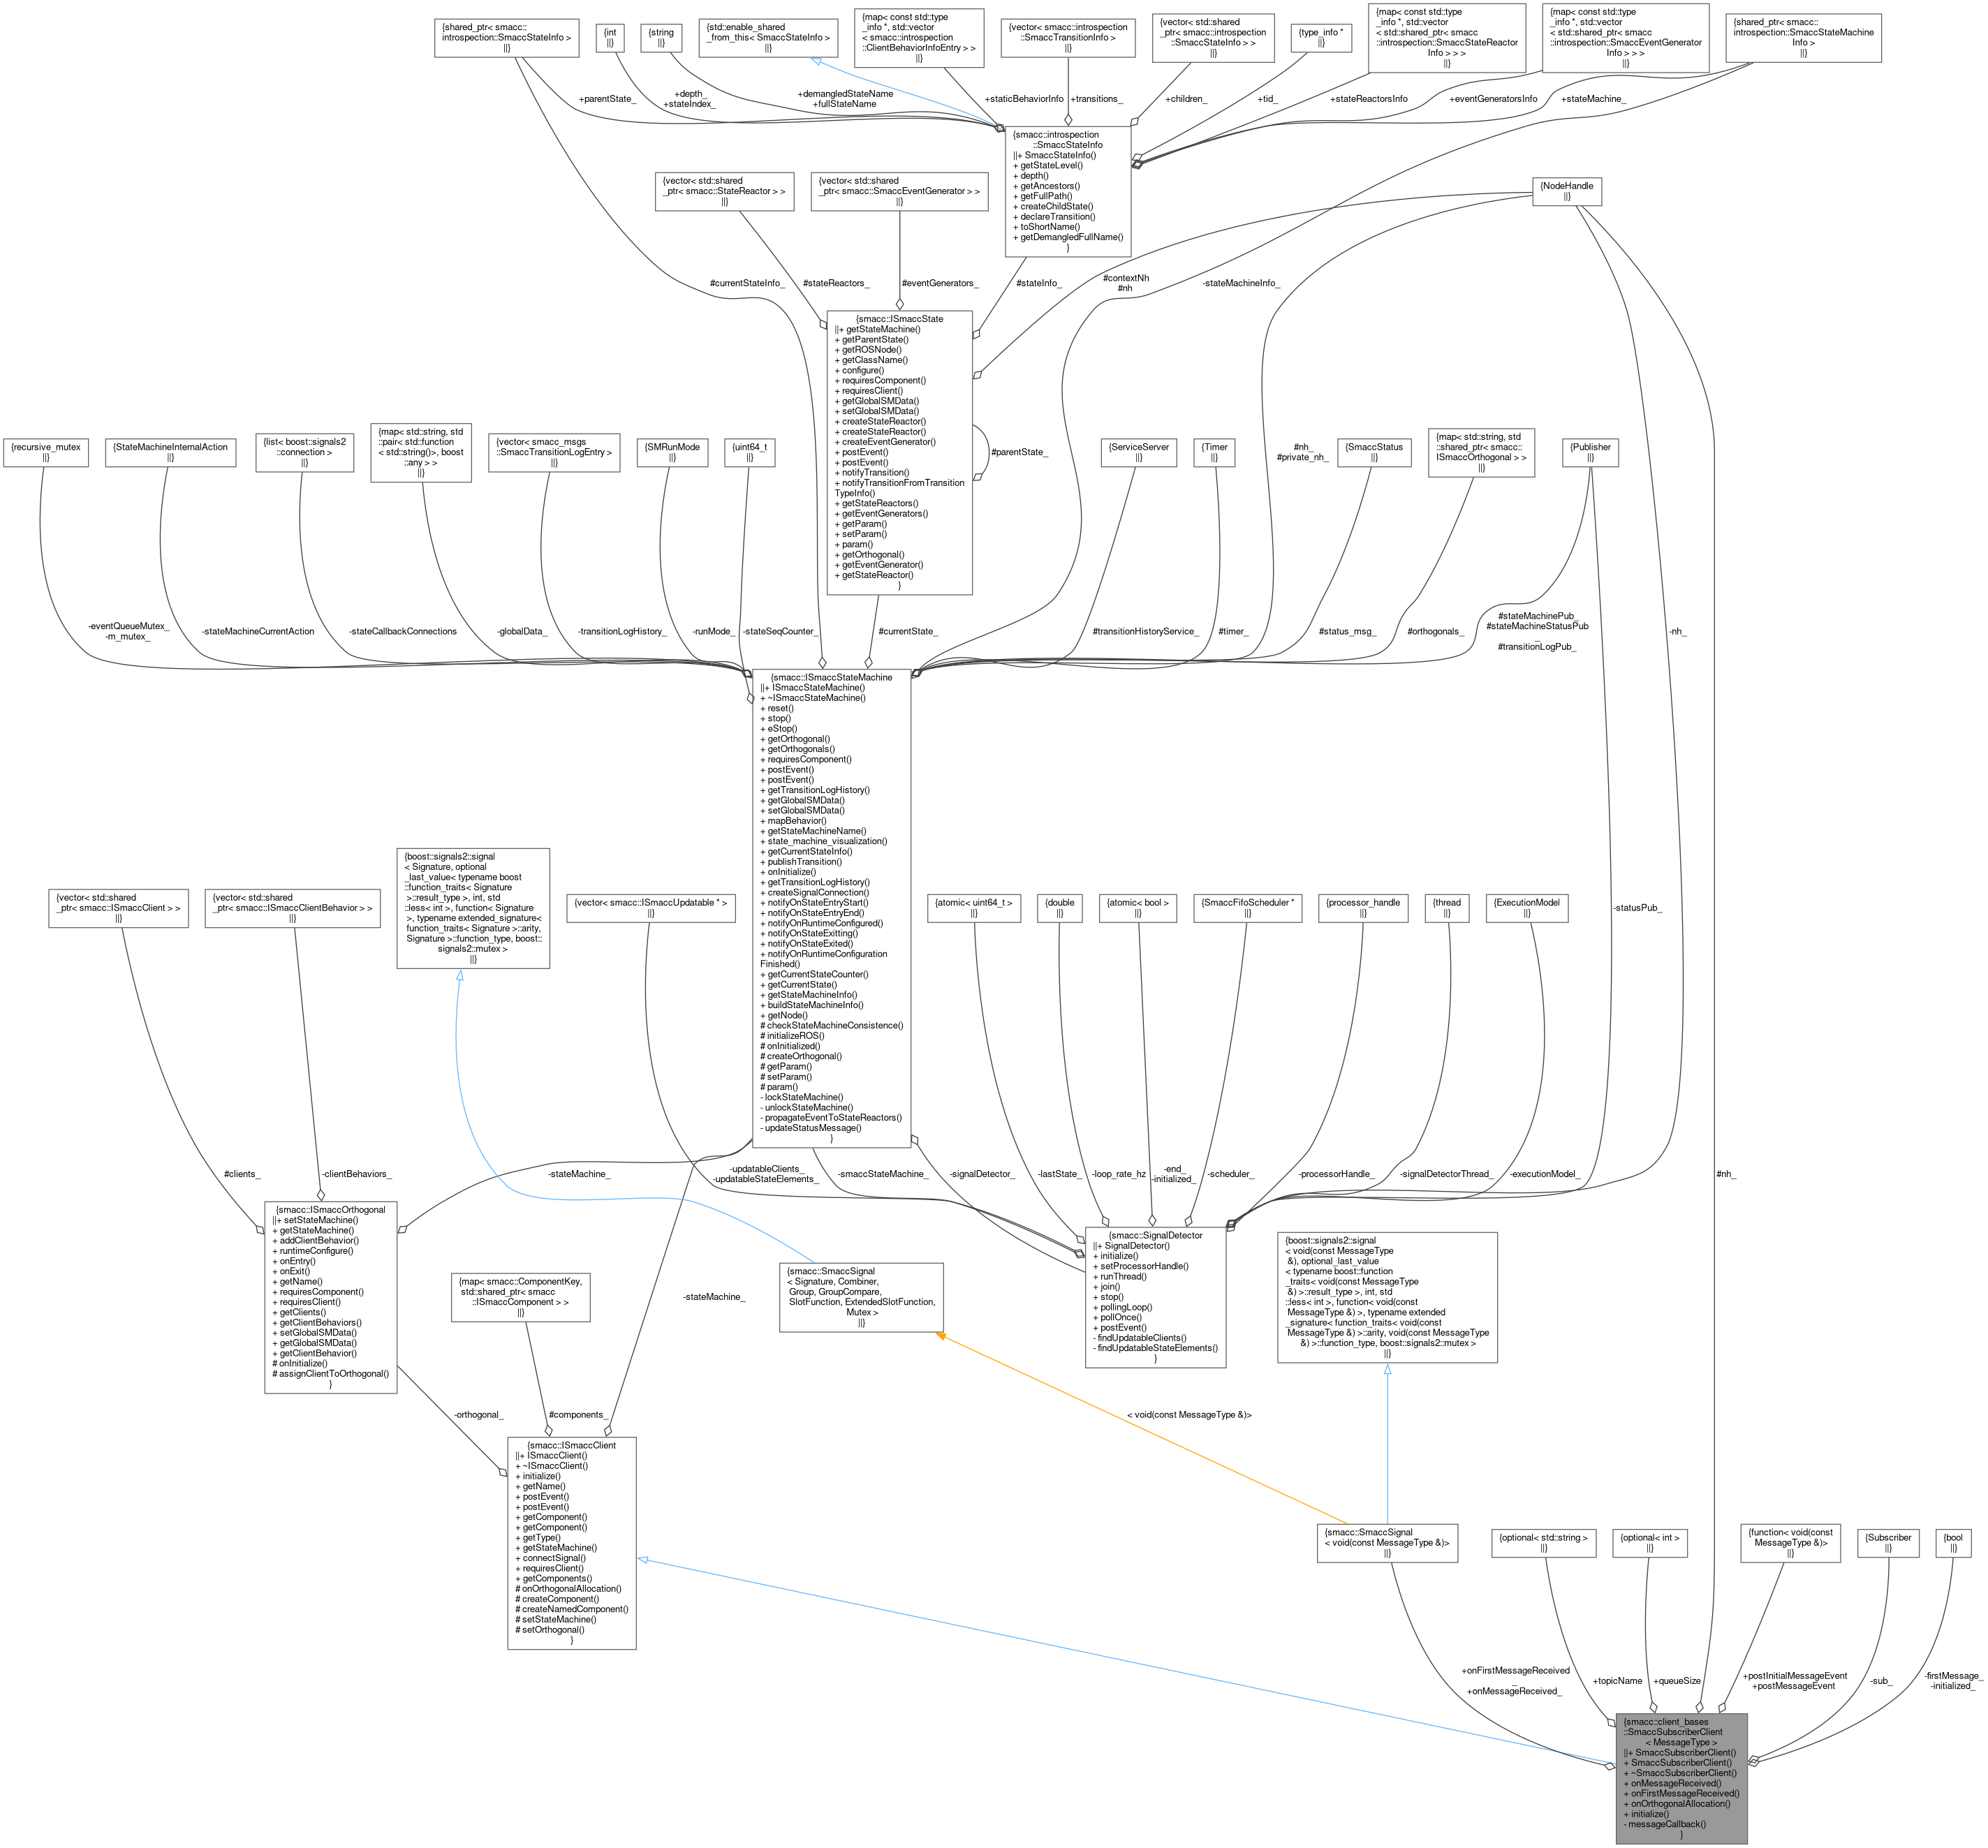 {shared_ptr< smacc::
introspection::SmaccStateInfo >
||}
{int
||}
{string
||}
{std::enable_shared
_from_this< SmaccStateInfo >
||}
{map< const std::type
_info *, std::vector
< smacc::introspection
::ClientBehaviorInfoEntry > >
||}
{vector< smacc::introspection
::SmaccTransitionInfo >
||}
{vector< std::shared
_ptr< smacc::introspection
::SmaccStateInfo > >
||}
{type_info *
||}
{map< const std::type
_info *, std::vector
< std::shared_ptr< smacc
::introspection::SmaccStateReactor
Info > > >
||}
{map< const std::type
_info *, std::vector
< std::shared_ptr< smacc
::introspection::SmaccEventGenerator
Info > > >
||}
{shared_ptr< smacc::
introspection::SmaccStateMachine
Info >
||}
+parentState_
+depth_
+stateIndex_
+demangledStateName
+fullStateName
+staticBehaviorInfo
+transitions_
+children_
+tid_
+stateReactorsInfo
+eventGeneratorsInfo
+stateMachine_
{smacc::introspection
::SmaccStateInfo
||+ SmaccStateInfo()
+ getStateLevel()
+ depth()
+ getAncestors()
+ getFullPath()
+ createChildState()
+ declareTransition()
+ toShortName()
+ getDemangledFullName()
}
{vector< std::shared
_ptr< smacc::StateReactor > >
||}
{vector< std::shared
_ptr< smacc::SmaccEventGenerator > >
||}
{NodeHandle
||}
#currentStateInfo_
#stateReactors_
#eventGenerators_
#stateInfo_
#contextNh
#nh
-stateMachineInfo_
{smacc::ISmaccState
||+ getStateMachine()
+ getParentState()
+ getROSNode()
+ getClassName()
+ configure()
+ requiresComponent()
+ requiresClient()
+ getGlobalSMData()
+ setGlobalSMData()
+ createStateReactor()
+ createStateReactor()
+ createEventGenerator()
+ postEvent()
+ postEvent()
+ notifyTransition()
+ notifyTransitionFromTransition
TypeInfo()
+ getStateReactors()
+ getEventGenerators()
+ getParam()
+ setParam()
+ param()
+ getOrthogonal()
+ getEventGenerator()
+ getStateReactor()
}
#parentState_
#nh_
#private_nh_
{recursive_mutex
||}
{StateMachineInternalAction
||}
{list< boost::signals2
::connection >
||}
{map< std::string, std
::pair< std::function
< std::string()>, boost
::any > >
||}
{vector< smacc_msgs
::SmaccTransitionLogEntry >
||}
{SMRunMode
||}
{uint64_t
||}
{ServiceServer
||}
{Timer
||}
{SmaccStatus
||}
{map< std::string, std
::shared_ptr< smacc::
ISmaccOrthogonal > >
||}
{Publisher
||}
-eventQueueMutex_
-m_mutex_
-stateMachineCurrentAction
-stateCallbackConnections
-globalData_
-transitionLogHistory_
-runMode_
-stateSeqCounter_
#currentState_
#transitionHistoryService_
#timer_
#status_msg_
#orthogonals_
#stateMachinePub_
#stateMachineStatusPub
_
#transitionLogPub_
-nh_
{smacc::ISmaccStateMachine
||+ ISmaccStateMachine()
+ ~ISmaccStateMachine()
+ reset()
+ stop()
+ eStop()
+ getOrthogonal()
+ getOrthogonals()
+ requiresComponent()
+ postEvent()
+ postEvent()
+ getTransitionLogHistory()
+ getGlobalSMData()
+ setGlobalSMData()
+ mapBehavior()
+ getStateMachineName()
+ state_machine_visualization()
+ getCurrentStateInfo()
+ publishTransition()
+ onInitialize()
+ getTransitionLogHistory()
+ createSignalConnection()
+ notifyOnStateEntryStart()
+ notifyOnStateEntryEnd()
+ notifyOnRuntimeConfigured()
+ notifyOnStateExitting()
+ notifyOnStateExited()
+ notifyOnRuntimeConfiguration
Finished()
+ getCurrentStateCounter()
+ getCurrentState()
+ getStateMachineInfo()
+ buildStateMachineInfo()
+ getNode()
# checkStateMachineConsistence()
# initializeROS()
# onInitialized()
# createOrthogonal()
# getParam()
# setParam()
# param()
- lockStateMachine()
- unlockStateMachine()
- propagateEventToStateReactors()
- updateStatusMessage()
}
{vector< std::shared
_ptr< smacc::ISmaccClient > >
||}
{vector< std::shared
_ptr< smacc::ISmaccClientBehavior > >
||}
{boost::signals2::signal
< Signature, optional
_last_value< typename boost
::function_traits< Signature
>::result_type >, int, std
::less< int >, function< Signature
>, typename extended_signature<
function_traits< Signature >::arity,
Signature >::function_type, boost::
signals2::mutex >
||}
{vector< smacc::ISmaccUpdatable * >
||}
{atomic< uint64_t >
||}
{double
||}
{atomic< bool >
||}
{SmaccFifoScheduler *
||}
{processor_handle
||}
{thread
||}
{ExecutionModel
||}
-statusPub_
#clients_
-clientBehaviors_
-stateMachine_
-updatableClients_
-updatableStateElements_
-smaccStateMachine_
-signalDetector_
-lastState_
-loop_rate_hz
-end_
-initialized_
-scheduler_
-processorHandle_
-signalDetectorThread_
-executionModel_
#nh_
{smacc::ISmaccOrthogonal
||+ setStateMachine()
+ getStateMachine()
+ addClientBehavior()
+ runtimeConfigure()
+ onEntry()
+ onExit()
+ getName()
+ requiresComponent()
+ requiresClient()
+ getClients()
+ getClientBehaviors()
+ setGlobalSMData()
+ getGlobalSMData()
+ getClientBehavior()
# onInitialize()
# assignClientToOrthogonal()
}
{map< smacc::ComponentKey,
std::shared_ptr< smacc
::ISmaccComponent > >
||}
-stateMachine_
{smacc::SmaccSignal
< Signature, Combiner,
Group, GroupCompare,
SlotFunction, ExtendedSlotFunction,
Mutex >
||}
{smacc::SignalDetector
||+ SignalDetector()
+ initialize()
+ setProcessorHandle()
+ runThread()
+ join()
+ stop()
+ pollingLoop()
+ pollOnce()
+ postEvent()
- findUpdatableClients()
- findUpdatableStateElements()
}
{boost::signals2::signal
< void(const MessageType
&), optional_last_value
< typename boost::function
_traits< void(const MessageType
&) >::result_type >, int, std
::less< int >, function< void(const
MessageType &) >, typename extended
_signature< function_traits< void(const
MessageType &) >::arity, void(const MessageType
&) >::function_type, boost::signals2::mutex >
||}
-orthogonal_
#components_
< void(const MessageType &)>
{smacc::ISmaccClient
||+ ISmaccClient()
+ ~ISmaccClient()
+ initialize()
+ getName()
+ postEvent()
+ postEvent()
+ getComponent()
+ getComponent()
+ getType()
+ getStateMachine()
+ connectSignal()
+ requiresClient()
+ getComponents()
# onOrthogonalAllocation()
# createComponent()
# createNamedComponent()
# setStateMachine()
# setOrthogonal()
}
{smacc::SmaccSignal
< void(const MessageType &)>
||}
{optional< std::string >
||}
{optional< int >
||}
{function< void(const
MessageType &)>
||}
{Subscriber
||}
{bool
||}
+onFirstMessageReceived
_
+onMessageReceived_
+topicName
+queueSize
+postInitialMessageEvent
+postMessageEvent
-sub_
-firstMessage_
-initialized_
{smacc::client_bases
::SmaccSubscriberClient
< MessageType >
||+ SmaccSubscriberClient()
+ SmaccSubscriberClient()
+ ~SmaccSubscriberClient()
+ onMessageReceived()
+ onFirstMessageReceived()
+ onOrthogonalAllocation()
+ initialize()
- messageCallback()
}